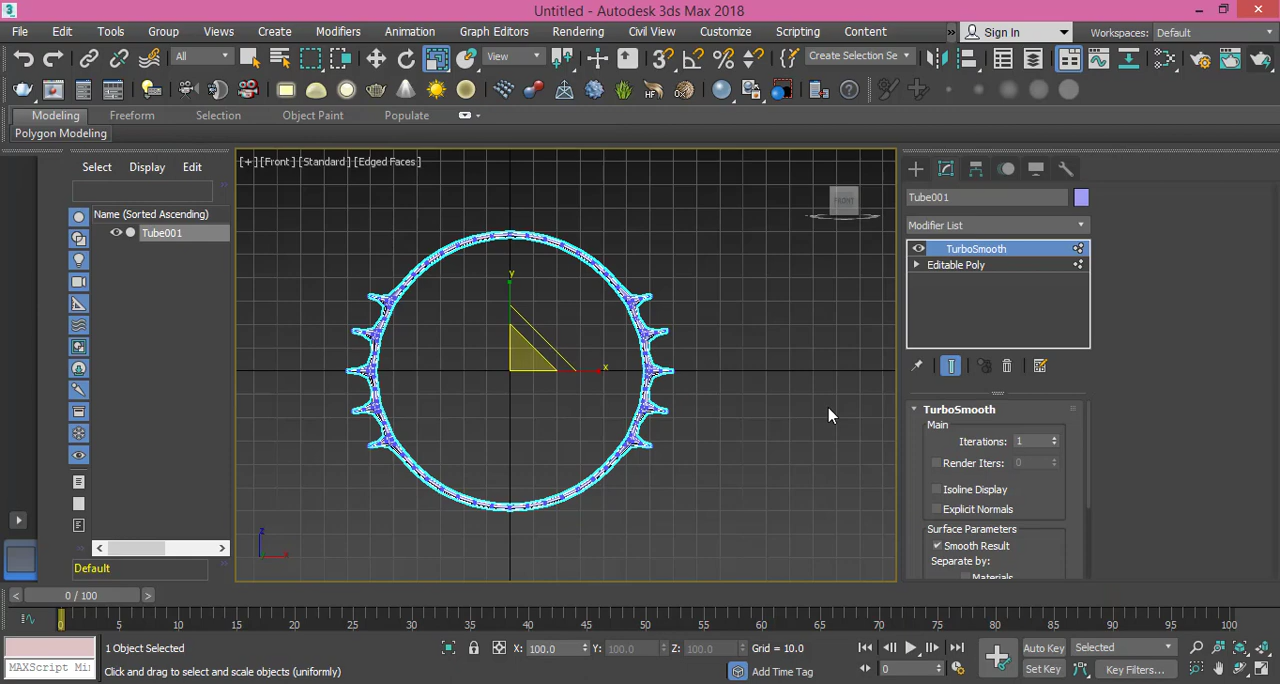 Untitled - Autodesk 3ds Max 2018
File Edit Tools Group Views Create Modifiers Animation Graph Editors Rendering Civil View Customize Scripting Content » Sign In Workspaces: Default
All View Create Selection Se
HF
Modeling Freeform Selection Object Paint Populate
Polygon Modeling
Select Display Edit
Name (Sorted Ascending)
Tube001
Default
[+] [Front ] [Standard ] [Edged Faces ]
FRONT
y
x
z
Tube001
Modifier List
TurboSmooth
Editable Poly
TurboSmooth
Main
Iterations: 1
Render Iters: 0
Isoline Display
Explicit Normals
Surface Parameters
Smooth Result
Separate by:
Materials
< 0 / 100 >
0 5 10 15 20 25 30 35 40 45 50 55 60 65 70 75 80 85 90 95 100
1 Object Selected X: 100.0 Y: 100.0 Z: 100.0 Grid = 10.0 Auto Key Selected
MAXScript Mi: Click and drag to select and scale objects (uniformly) Add Time Tag 0 Set Key Key Filters...